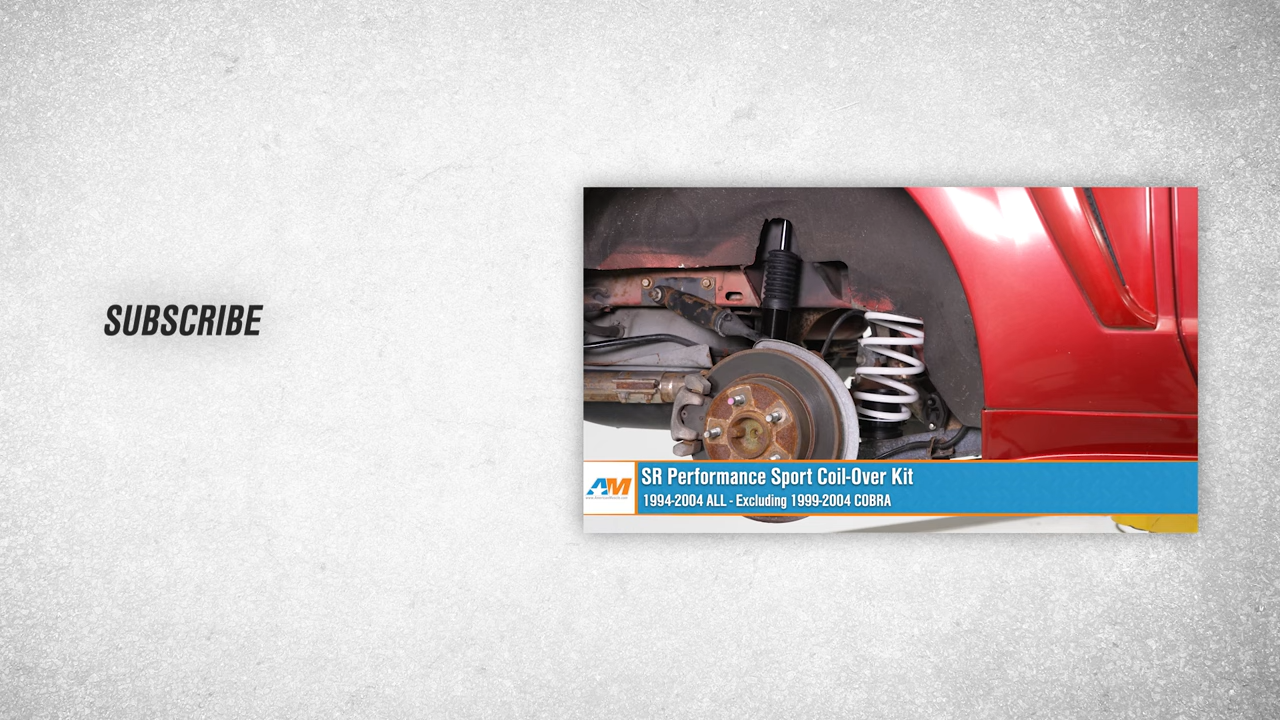 SUBSCRIBE
AM
SR Performance Sport Coil-Over Kit
1994-2004 ALL - Excluding 1999-2004 COBRA